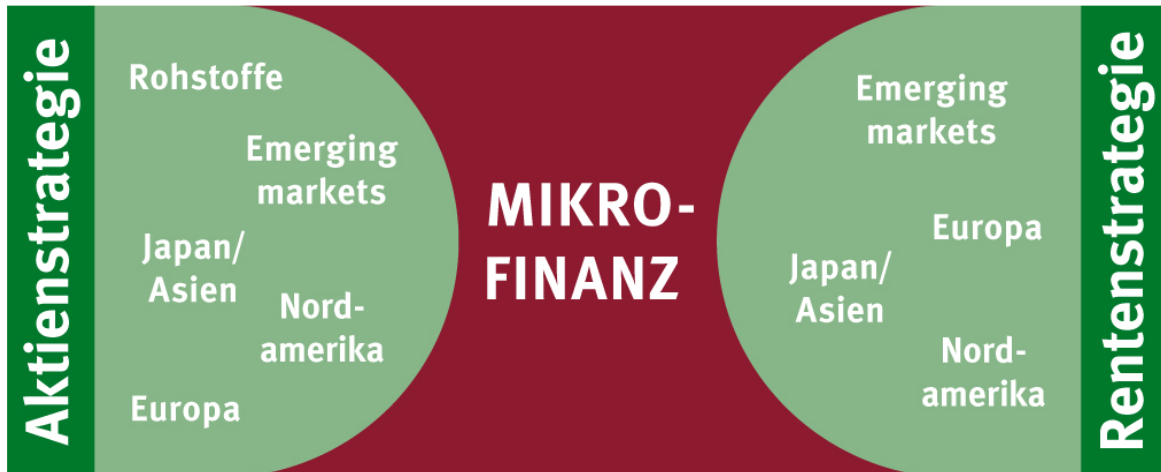 Aktienstrategie
Rohstoffe
Emerging
markets
Japan/
Asien
Nord-
amerika
Europa
MIKRO-
FINANZ
Emerging
markets
Europa
Japan/
Asien
Nord-
amerika
Rentenstrategie